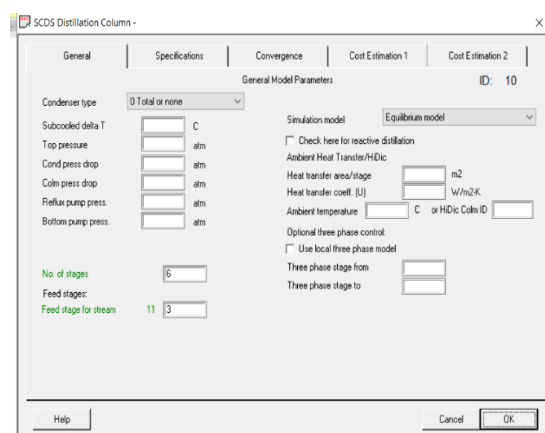 SCDS Distillation Column -
General Specifications Convergence Cost Estimation 1 Cost Estimation 2
General Model Parameters ID: 10
Condenser type 0 Total or none
Subcooled delta T C
Top pressure atm
Cond press drop atm
Colm press drop atm
Reflux pump press. atm
Bottom pump press. atm
No. of stages 6
Feed stages:
Feed stage for stream 11 3
Simulation model Equilibrium model
Check here for reactive distillation
Ambient Heat Transfer/HiDic
Heat transfer area/stage m2
Heat transfer coeff. (U) W/m2-K
Ambient temperature C or HiDic Colm ID
Optional three phase control:
Use local three phase model
Three phase stage from
Three phase stage to
Help Cancel OK